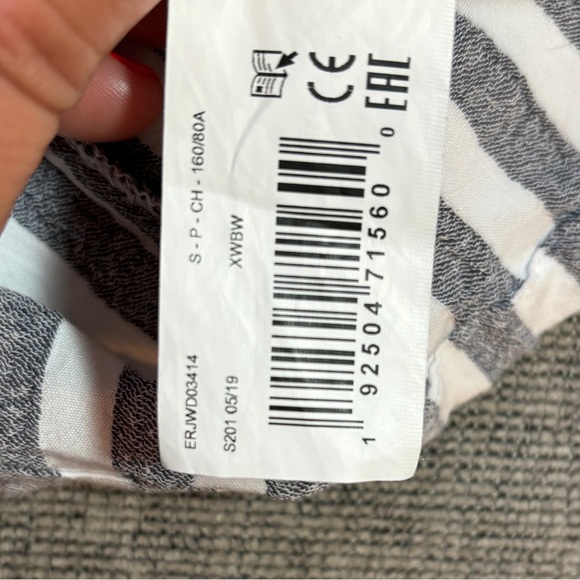 CE EAC
S - P - CH - 160/80A
XWBW
ERJWD03414
S201 05/19
1 92504 71560 0